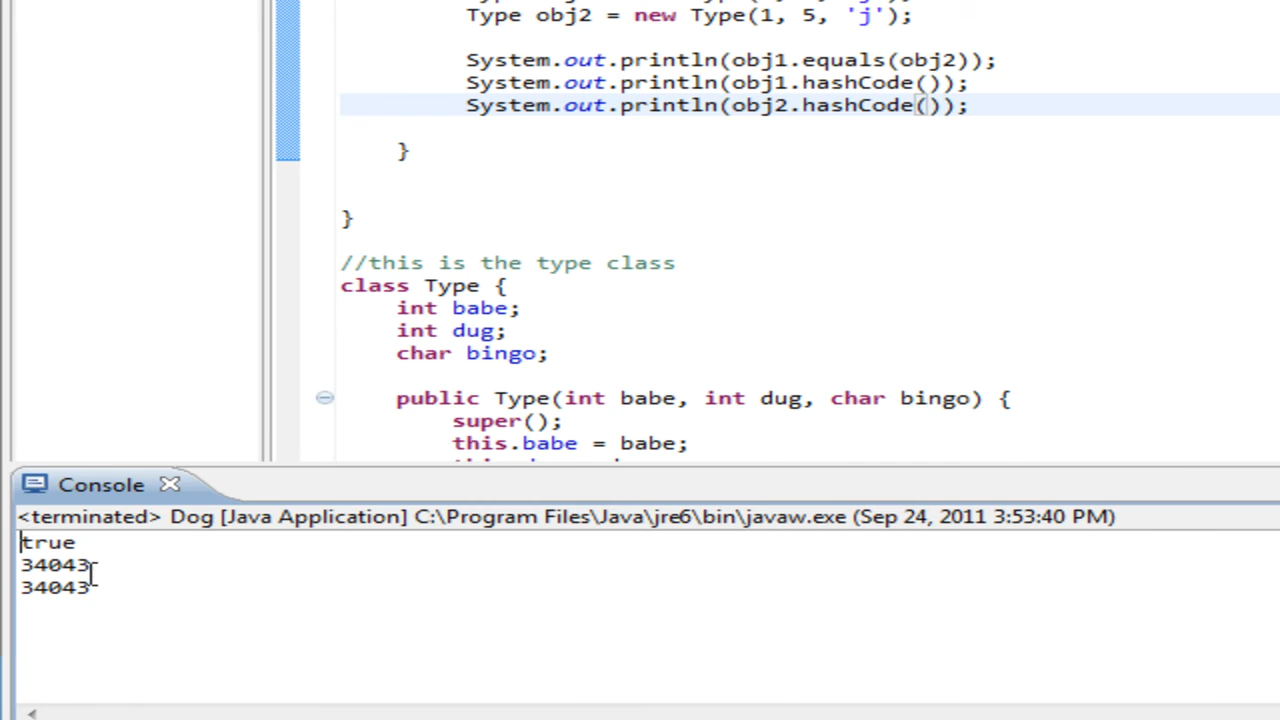 Type obj2 = new Type(1, 5, 'j');
System.out.println(obj1.equals(obj2));
System.out.println(obj1.hashCode());
System.out.println(obj2.hashCode());
}
}
//this is the type class
class Type {
int babe;
int dug;
char bingo;
public Type(int babe, int dug, char bingo) {
super();
this.babe = babe;
Console
<terminated> Dog [Java Application] C:\Program Files\Java\jre6\bin\javaw.exe (Sep 24, 2011 3:53:40 PM)
true
34043
34043